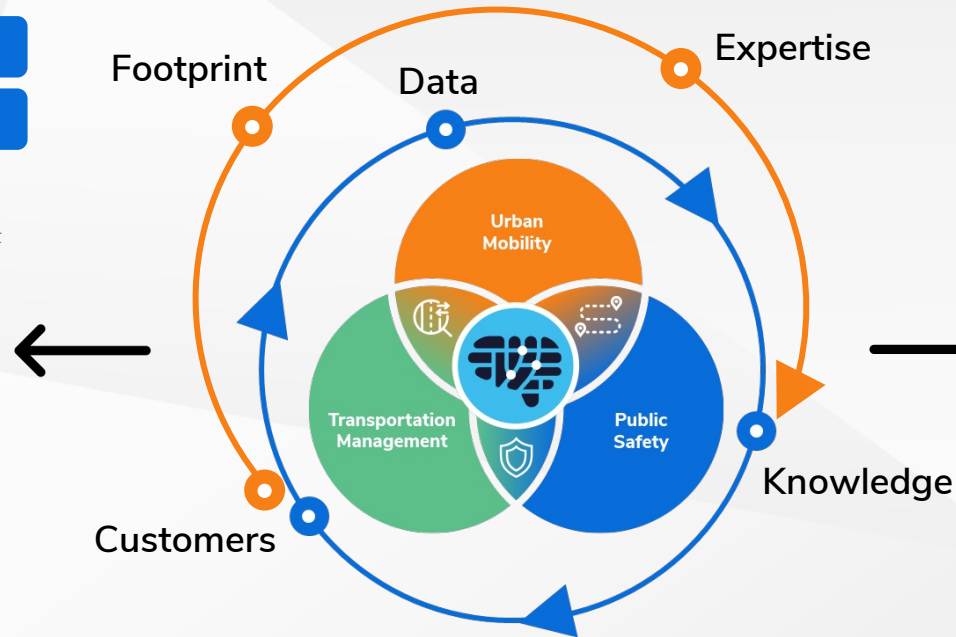 Footprint
Expertise
Data
Urban
Mobility
Transportation
Management
Public
Safety
Knowledge
Customers